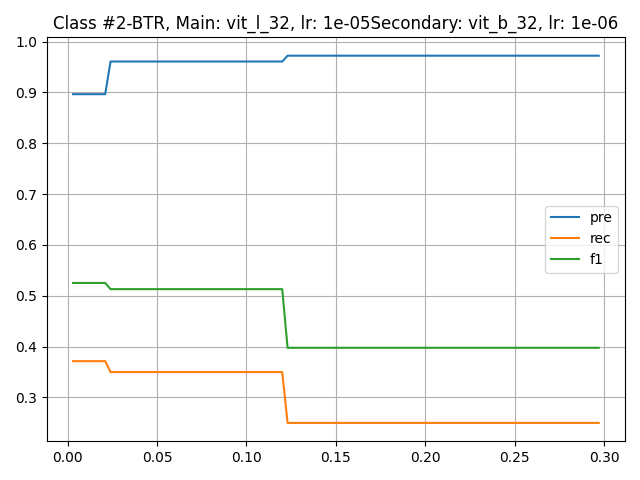 Class #2-BTR, Main: vit_l_32, lr: 1e-05Secondary: vit_b_32, lr: 1e-06
1.0
0.9
0.8
0.7
0.6
0.5
0.4
0.3
pre
rec
f1
0.00 0.05 0.10 0.15 0.20 0.25 0.30